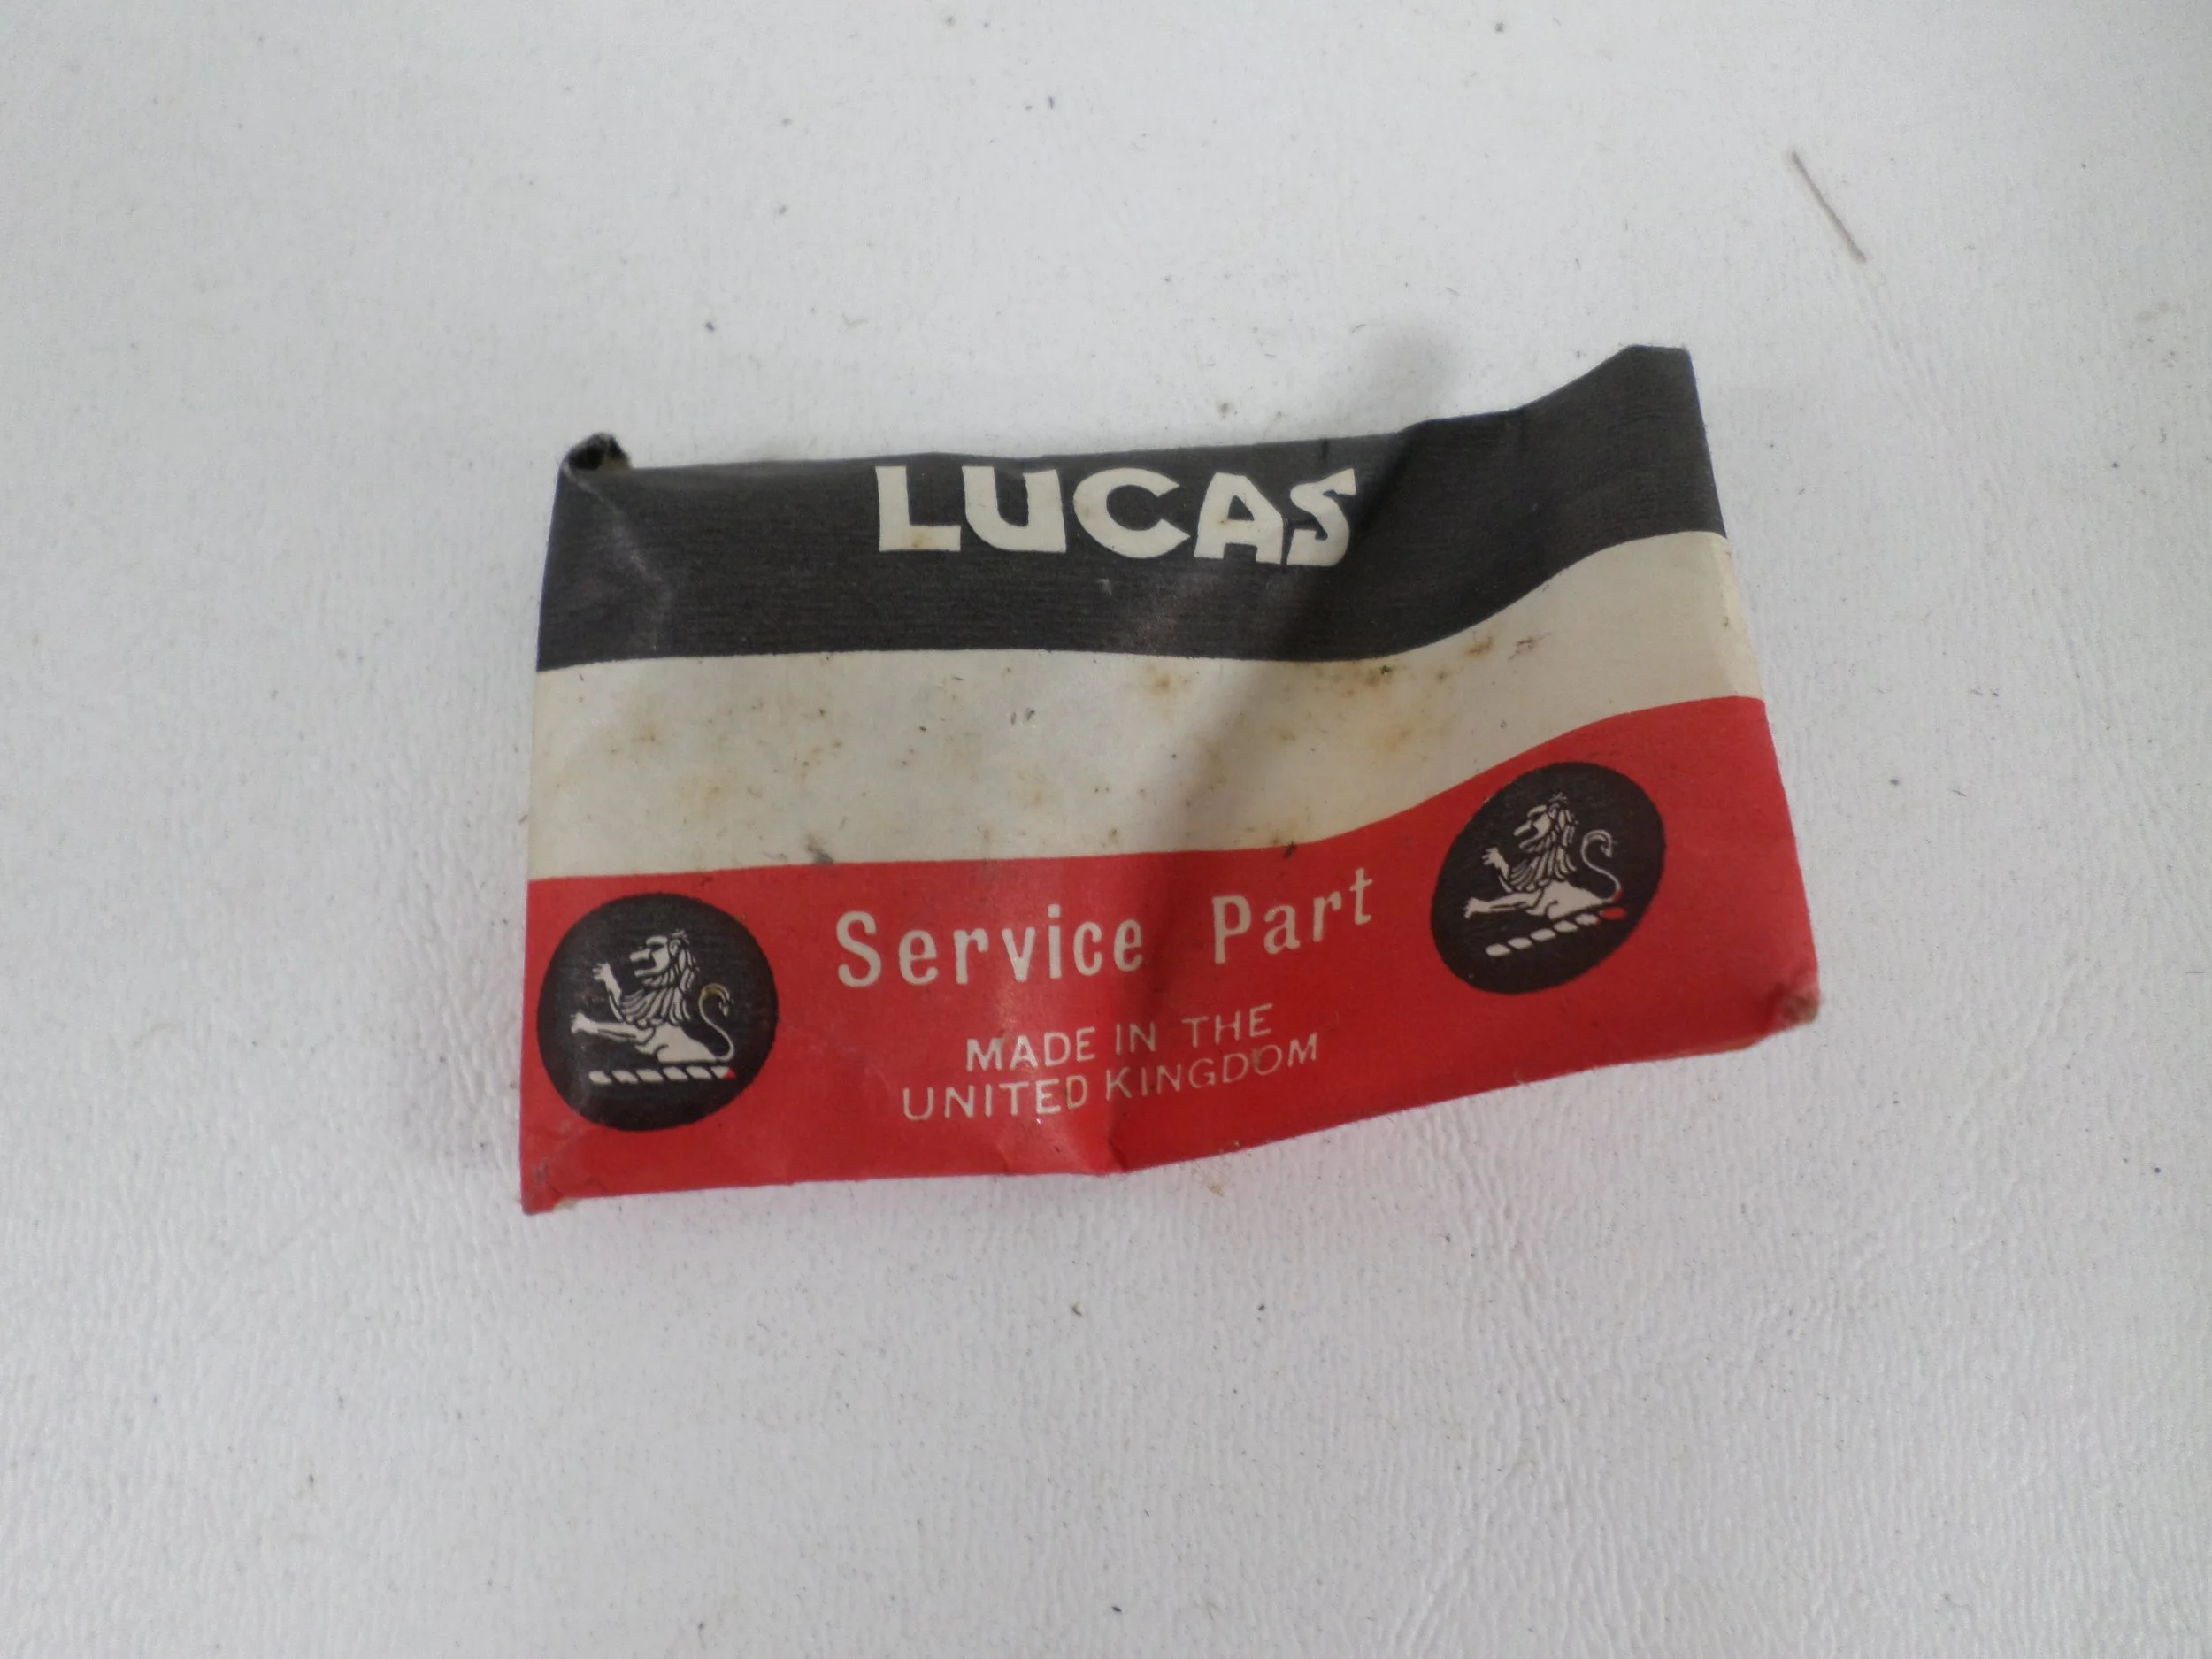 LUCAS
Service Part
MADE IN THE
UNITED KINGDOM